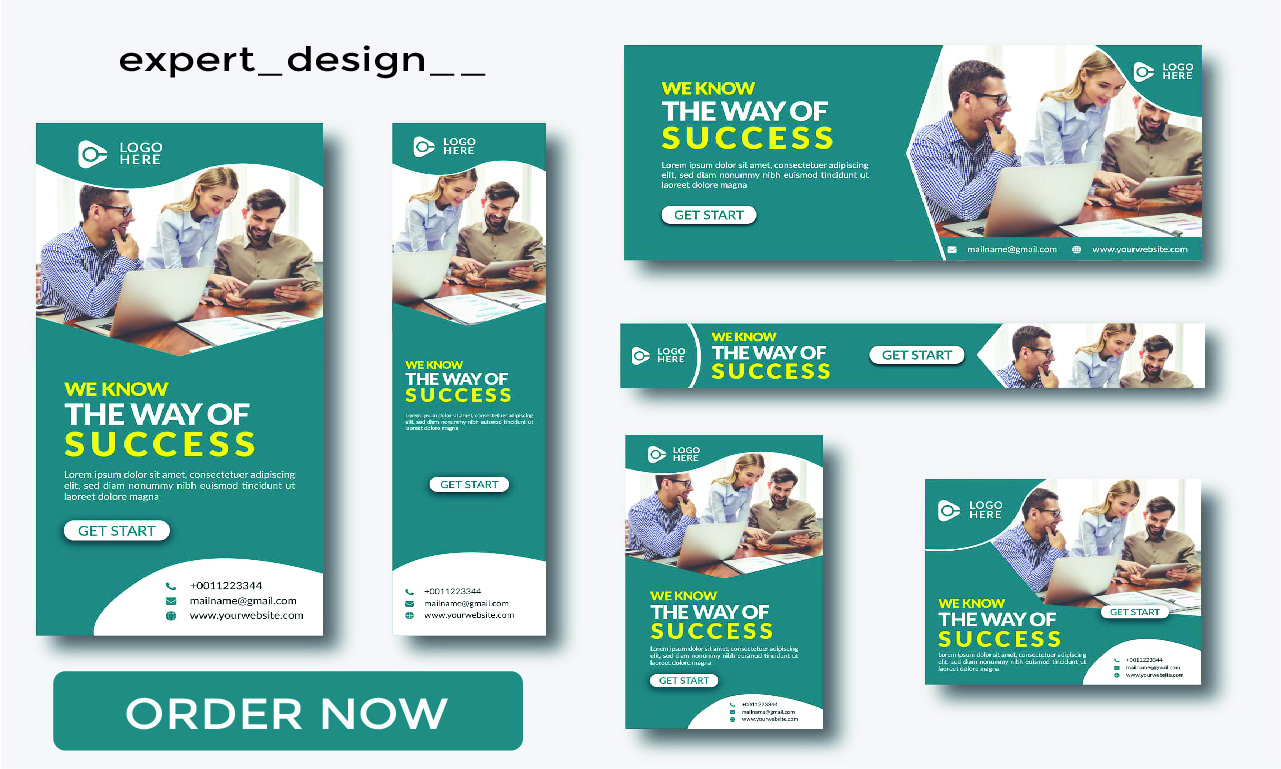 expert_design__
LOGO
HERE
WE KNOW
THE WAY OF
SUCCESS
Lorem ipsum dolor sit amet, consectetuer adipiscing
elit, sed diam nonummy nibh euismod tincidunt ut
laoreet dolore magna
GET START
+0011223344
mailname@gmail.com
www.yourwebsite.com
LOGO
HERE
WE KNOW
THE WAY OF
SUCCESS
Lorem ipsum dolor sit amet, consectetuer adipiscing
elit, sed diam nonummy nibh euismod tincidunt ut
laoreet dolore magna
GET START
+0011223344
mailname@gmail.com
www.yourwebsite.com
ORDER NOW
WE KNOW
THE WAY OF
SUCCESS
Lorem ipsum dolor sit amet, consectetuer adipiscing
elit, sed diam nonummy nibh euismod tincidunt ut
laoreet dolore magna
GET START
LOGO
HERE
mailname@gmail.com www.yourwebsite.com
LOGO
HERE
WE KNOW
THE WAY OF
SUCCESS
GET START
LOGO
HERE
WE KNOW
THE WAY OF
SUCCESS
Lorem ipsum dolor sit amet, consectetuer adipiscing
elit, sed diam nonummy nibh euismod tincidunt ut
laoreet dolore magna
GET START
+0011223344
mailname@gmail.com
www.yourwebsite.com
LOGO
HERE
GET START
WE KNOW
THE WAY OF
SUCCESS
Lorem ipsum dolor sit amet, consectetuer adipiscing
elit, sed diam nonummy nibh euismod tincidunt ut
laoreet dolore magna
+0011223344
mailname@gmail.com
www.yourwebsite.com